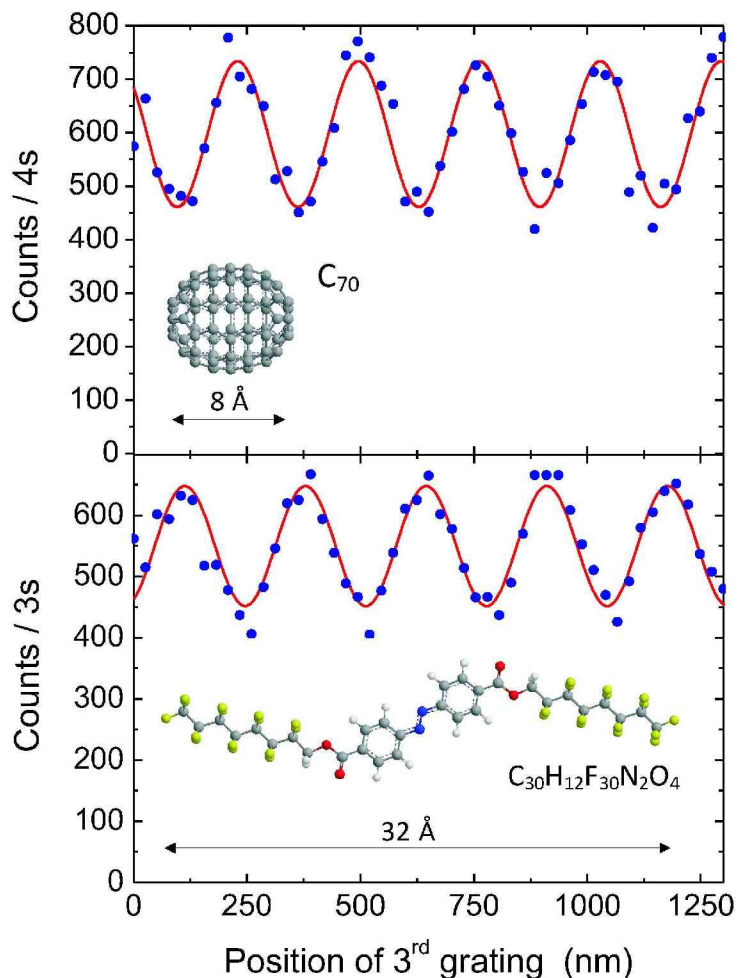 800
700
600
500
400
300
200
100
0
Counts / 4s
C₇₀
8 Å
600
500
400
300
200
100
0
Counts / 3s
C₃₀H₁₂F₃₀N₂O₄
32 Å
0 250 500 750 1000 1250
Position of 3ʳᵈ grating (nm)